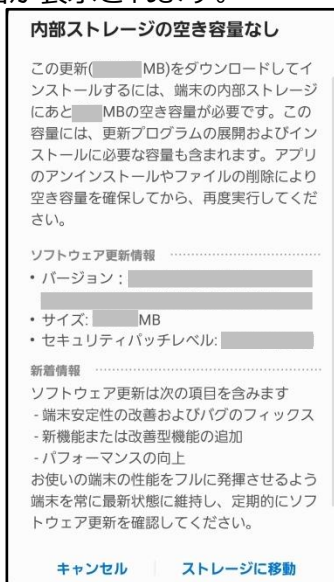 内部ストレージの空き容量なし
この更新( MB)をダウンロードしてイ
ンストールするには、端末の内部ストレージ
にあと MBの空き容量が必要です。この
容量には、更新プログラムの展開およびイン
ストールに必要な容量も含まれます。アプリ
のアンインストールやファイルの削除により
空き容量を確保してから、再度実行してくだ
さい。
ソフトウェア更新情報
・バージョン:
・サイズ: MB
・セキュリティパッチレベル:
新着情報
ソフトウェア更新は次の項目を含みます
- 端末安定性の改善およびバグのフィックス
- 新機能または改善型機能の追加
- パフォーマンスの向上
お使いの端末の性能をフルに発揮させるよう
端末を常に最新状態に維持し、定期的にソフ
トウェア更新を確認してください。
キャンセル ストレージに移動